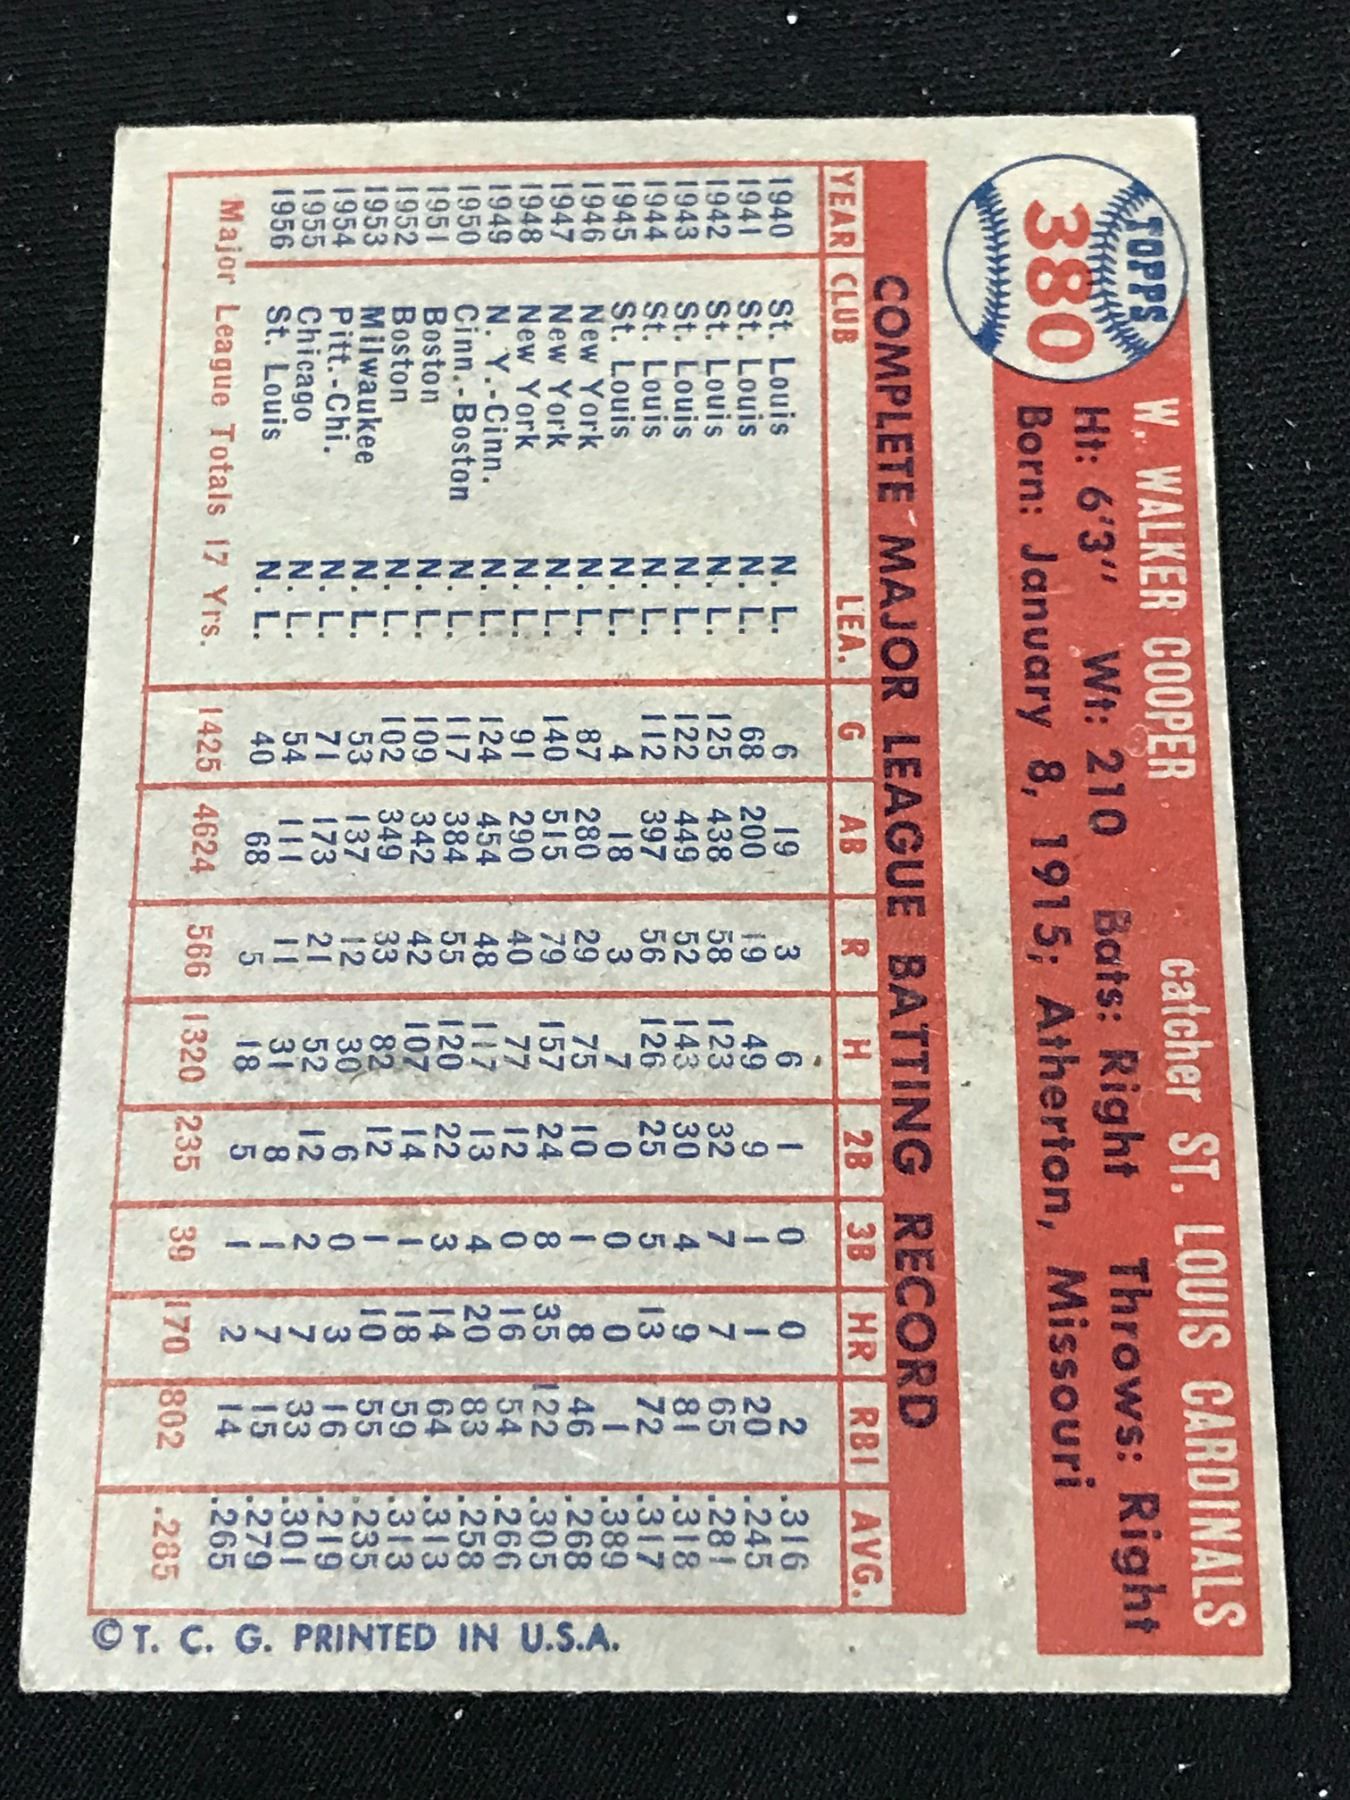 TOPPS
380
W. WALKER COOPER catcher ST. LOUIS CARDINALS
Ht: 6'3" Wt: 210 Bats: Right Throws: Right
Born: January 8, 1915; Atherton, Missouri
COMPLETE MAJOR LEAGUE BATTING RECORD
YEAR CLUB LEA. G AB R H 2B 3B HR RBI AVG.
1940 St. Louis N. L. 6 19 3 6 1 0 0 2 .316
1941 St. Louis N. L. 68 200 19 49 9 1 1 20 .245
1942 St. Louis N. L. 125 438 58 123 32 7 7 65 .281
1943 St. Louis N. L. 122 449 52 143 30 4 9 81 .318
1944 St. Louis N. L. 112 397 56 126 25 5 13 72 .317
1945 St. Louis N. L. 4 18 3 7 0 0 0 1 .389
1946 New York N. L. 87 280 29 75 10 1 8 46 .268
1947 New York N. L. 140 515 79 157 24 8 35 122 .305
1948 New York N. L. 91 290 40 77 12 0 16 54 .266
1949 N. Y.-Cinn. N. L. 124 454 48 117 13 4 20 83 .258
1950 Cinn.-Boston N. L. 117 384 55 120 22 3 14 64 .313
1951 Boston N. L. 109 342 42 107 14 1 18 59 .313
1952 Boston N. L. 102 349 33 82 12 1 10 55 .235
1953 Milwaukee N. L. 53 137 12 30 6 0 3 16 .219
1954 Pitt.-Chi. N. L. 71 173 21 52 12 2 7 33 .301
1955 Chicago N. L. 54 111 11 31 8 1 7 15 .279
1956 St. Louis N. L. 40 68 5 18 5 1 2 14 .265
Major League Totals 17 Yrs. 1425 4624 566 1320 235 39 170 802 .285
© T. C. G. PRINTED IN U.S.A.